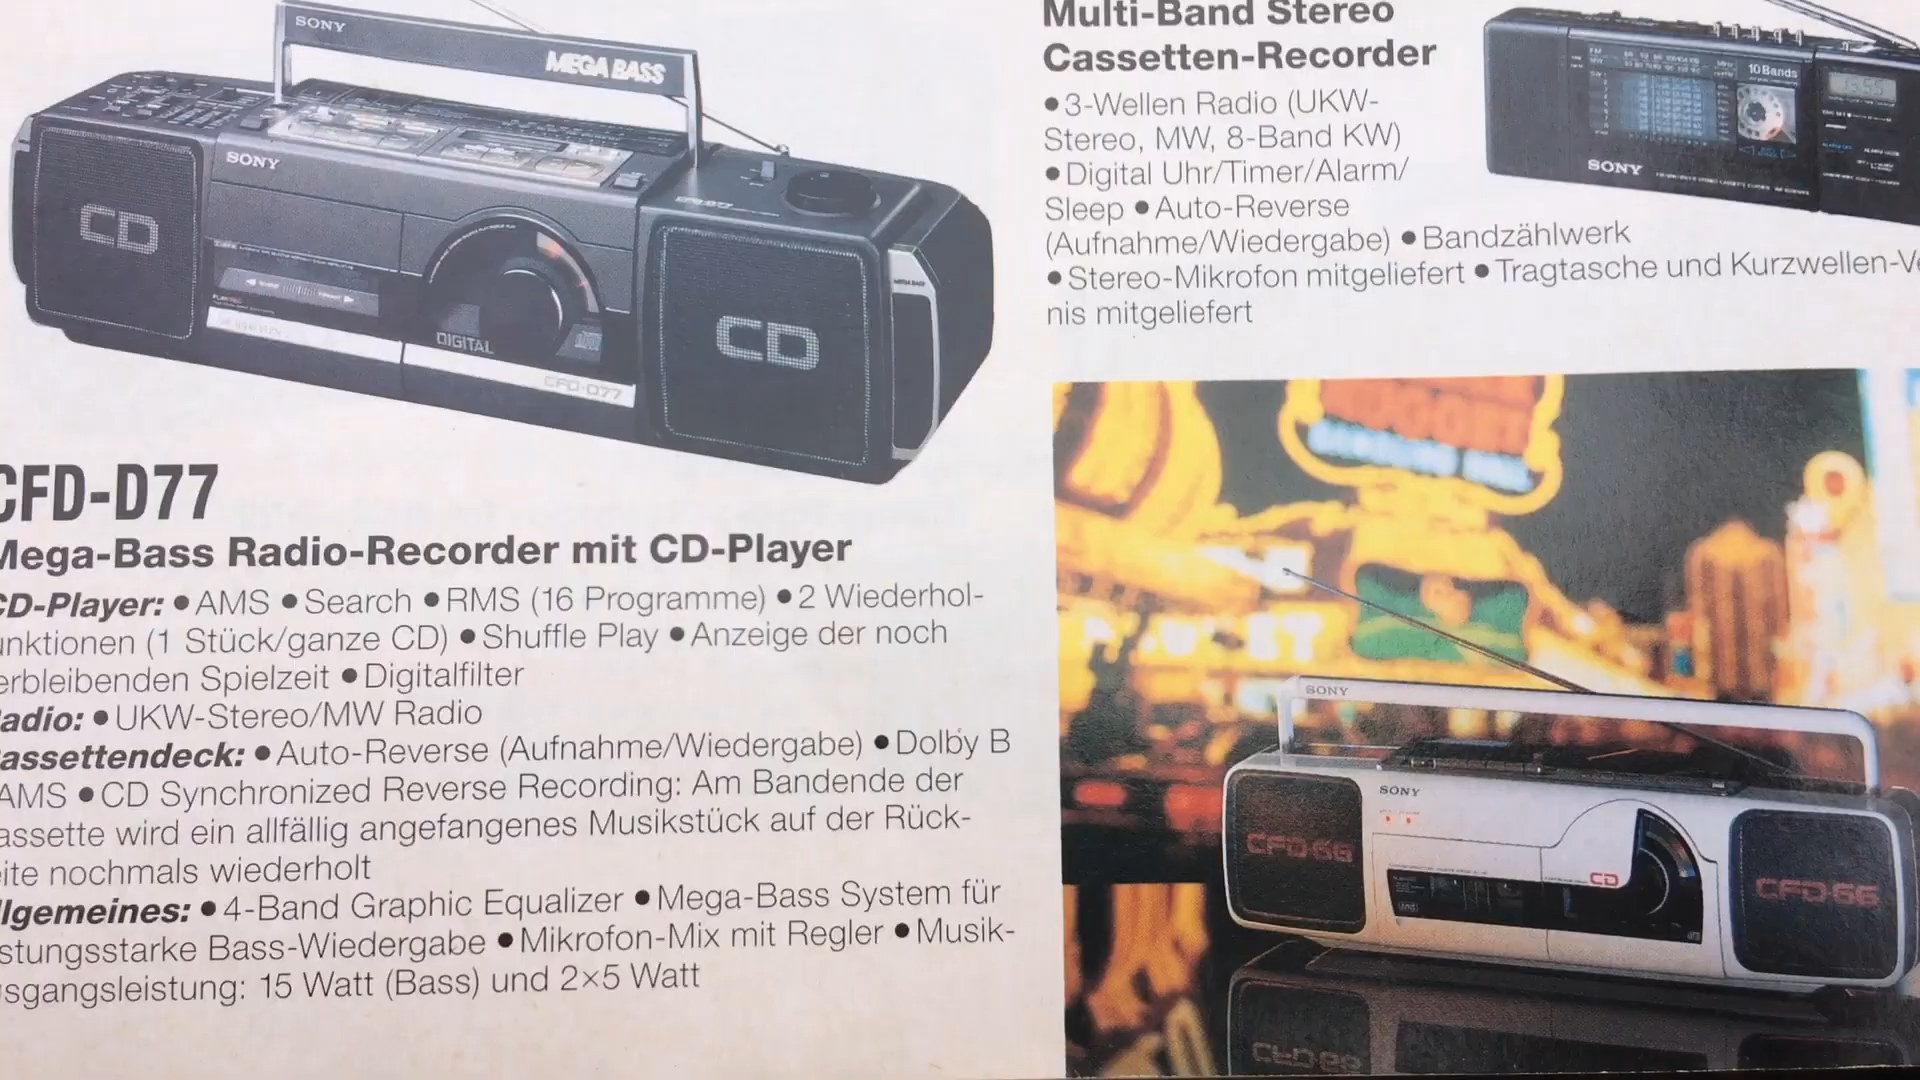 SONY
MEGA BASS
SONY
CD
CD
DIGITAL
CFD-D77
CFD-D77
Mega-Bass Radio-Recorder mit CD-Player
CD-Player: ● AMS ● Search ● RMS (16 Programme) ● 2 Wiederhol-
unktionen (1 Stück/ganze CD) ● Shuffle Play ● Anzeige der noch
erbleibenden Spielzeit ● Digitalfilter
adio: ● UKW-Stereo/MW Radio
assettendeck: ● Auto-Reverse (Aufnahme/Wiedergabe) ● Dolby B
AMS ● CD Synchronized Reverse Recording: Am Bandende der
assette wird ein allfällig angefangenes Musikstück auf der Rück-
eite nochmals wiederholt
llgemeines: ● 4-Band Graphic Equalizer ● Mega-Bass System für
istungsstarke Bass-Wiedergabe ● Mikrofon-Mix mit Regler ● Musik-
usgangsleistung: 15 Watt (Bass) und 2×5 Watt
Multi-Band Stereo
Cassetten-Recorder
● 3-Wellen Radio (UKW-
Stereo, MW, 8-Band KW)
● Digital Uhr/Timer/Alarm/
Sleep ● Auto-Reverse
(Aufnahme/Wiedergabe) ● Bandzählwerk
● Stereo-Mikrofon mitgeliefert ● Tragtasche und Kurzwellen-Ve
nis mitgeliefert
10 Bands
SONY
SONY
SONY
CFD-66
CD
CFD-66